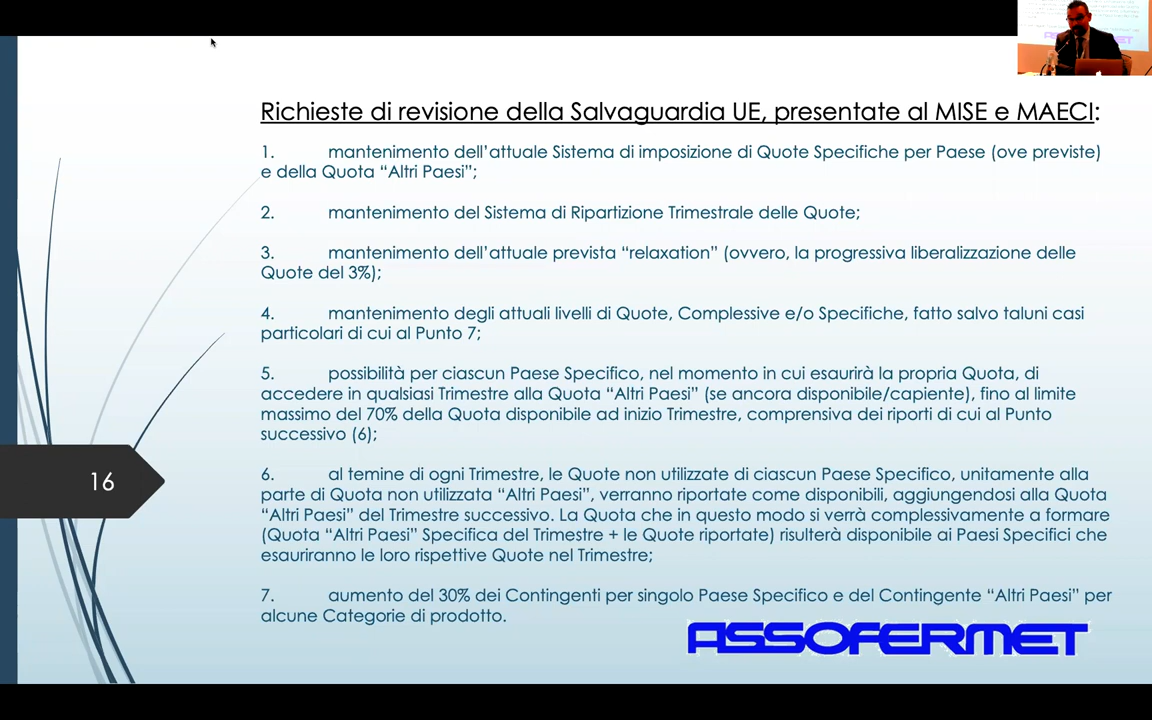 Richieste di revisione della Salvaguardia UE, presentate al MISE e MAECI:
1. mantenimento dell’attuale Sistema di imposizione di Quote Specifiche per Paese (ove previste)
e della Quota “Altri Paesi”;
2. mantenimento del Sistema di Ripartizione Trimestrale delle Quote;
3. mantenimento dell’attuale prevista “relaxation” (ovvero, la progressiva liberalizzazione delle
Quote del 3%);
4. mantenimento degli attuali livelli di Quote, Complessive e/o Specifiche, fatto salvo taluni casi
particolari di cui al Punto 7;
5. possibilità per ciascun Paese Specifico, nel momento in cui esaurirà la propria Quota, di
accedere in qualsiasi Trimestre alla Quota “Altri Paesi” (se ancora disponibile/capiente), fino al limite
massimo del 70% della Quota disponibile ad inizio Trimestre, comprensiva dei riporti di cui al Punto
successivo (6);
16
6. al temine di ogni Trimestre, le Quote non utilizzate di ciascun Paese Specifico, unitamente alla
parte di Quota non utilizzata “Altri Paesi”, verranno riportate come disponibili, aggiungendosi alla Quota
“Altri Paesi” del Trimestre successivo. La Quota che in questo modo si verrà complessivamente a formare
(Quota “Altri Paesi” Specifica del Trimestre + le Quote riportate) risulterà disponibile ai Paesi Specifici che
esauriranno le loro rispettive Quote nel Trimestre;
7. aumento del 30% dei Contingenti per singolo Paese Specifico e del Contingente “Altri Paesi” per
alcune Categorie di prodotto.
ASSOFERMET